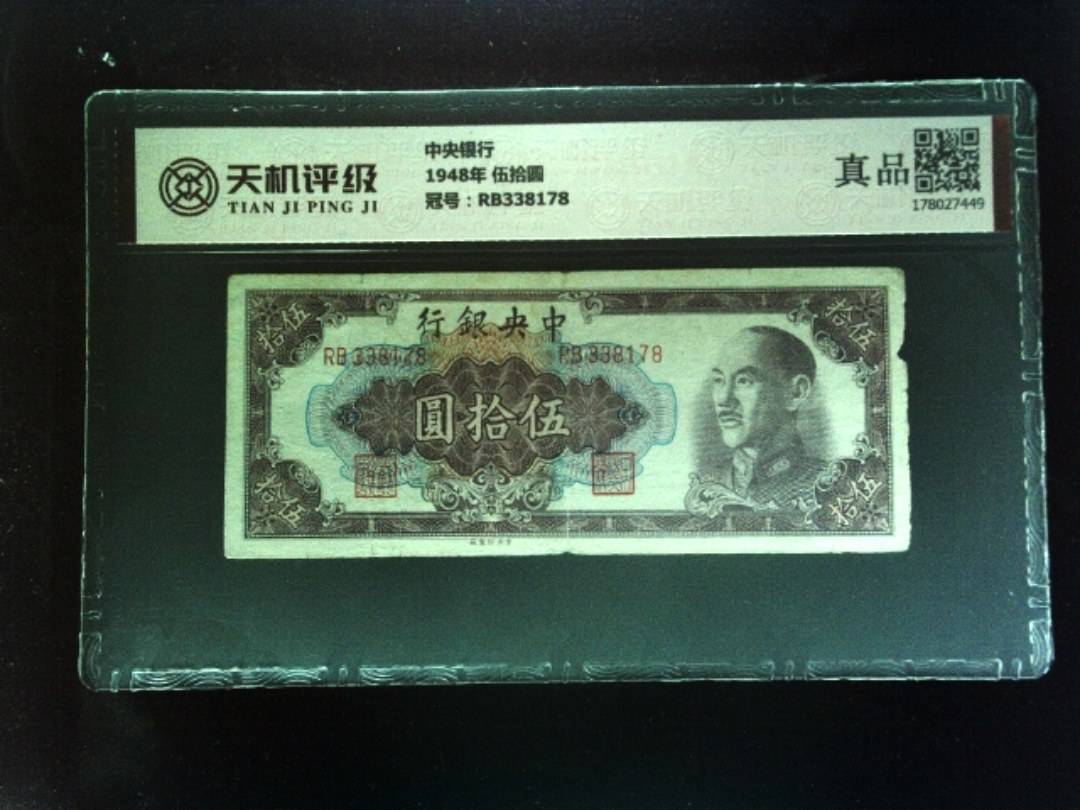 天机评级
TIAN JI PING JI
中央银行
1948年 伍拾圆
冠号：RB338178
真品
178027449
行銀央中
RB338178 RB338178
圓拾伍
拾伍
拾伍
拾伍
拾伍